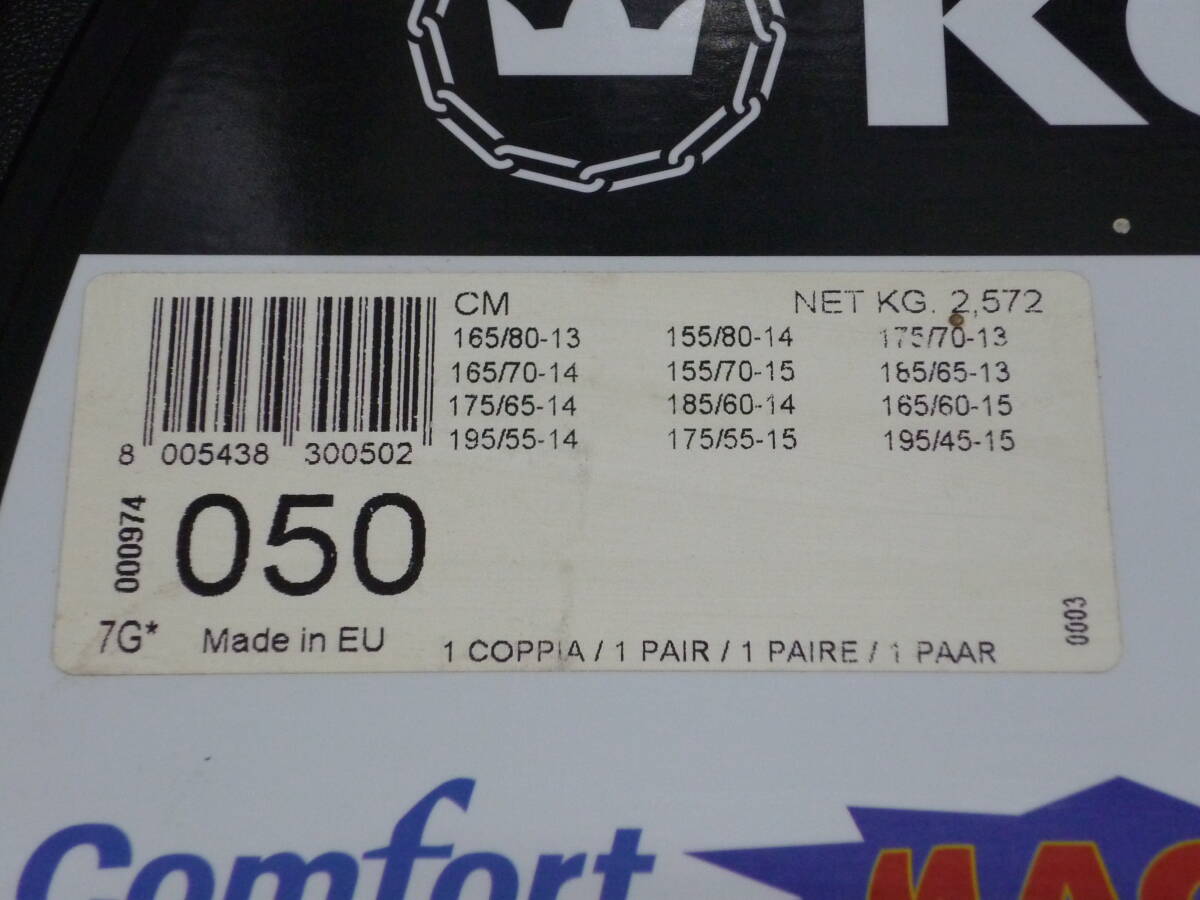 CM NET KG. 2,572
165/80-13 155/80-14 175/70-13
165/70-14 155/70-15 185/65-13
175/65-14 185/60-14 165/60-15
195/55-14 175/55-15 195/45-15
8 005438 300502
000974
050
7G* Made in EU
1 COPPIA / 1 PAIR / 1 PAIRE / 1 PAAR
0003
Comfort